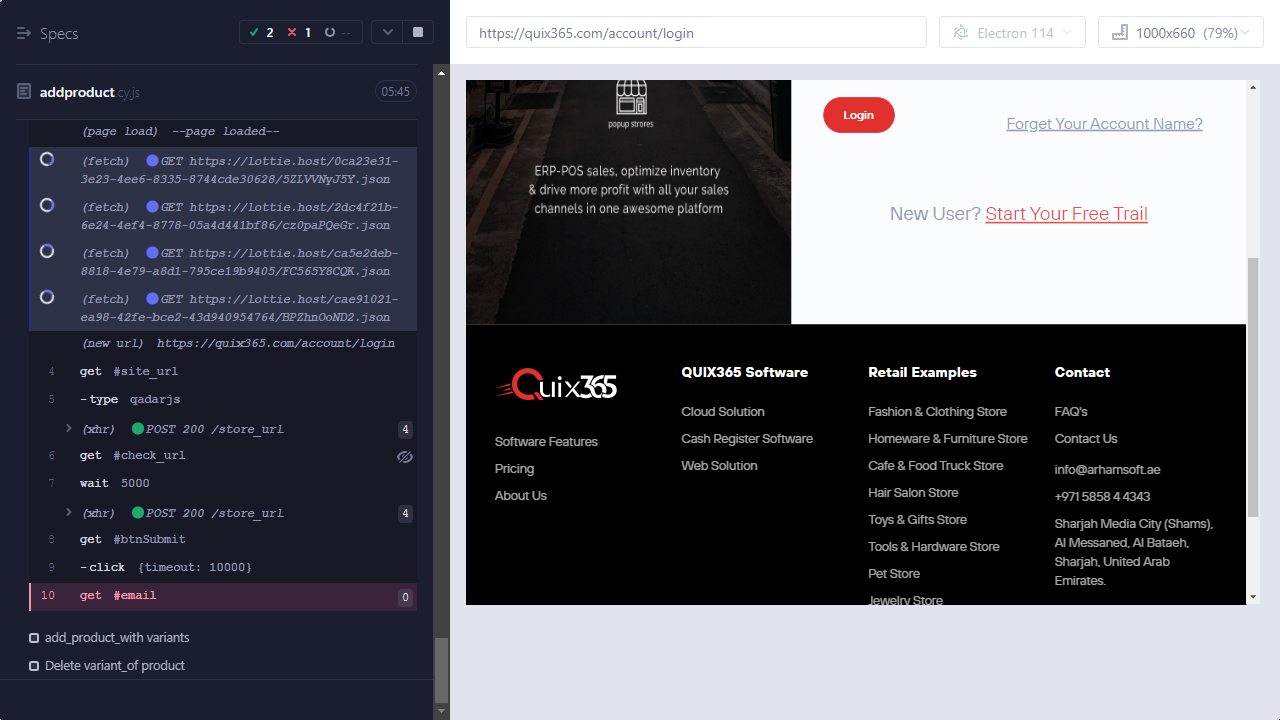 Specs
2
1
--
addproduct.cy.js
05:45
(page load) --page loaded--
(fetch) GET https://lottie.host/0ca23e31-
3e23-4ee6-8335-8744cde30628/5ZLVVNyJ5Y.json
(fetch) GET https://lottie.host/2dc4f21b-
6e24-4ef4-8778-05a4d441bf86/cz0paPQeGr.json
(fetch) GET https://lottie.host/ca5e2deb-
8818-4e79-a8d1-795ce19b9405/FC565Y8CQK.json
(fetch) GET https://lottie.host/cae91021-
ea98-42fe-bce2-43d940954764/BPZhnOoND2.json
(new url) https://quix365.com/account/login
4 get #site_url
5 -type qadarjs
(xhr) POST 200 /store_url 4
6 get #check_url
7 wait 5000
(xhr) POST 200 /store_url 4
8 get #btnSubmit
9 -click {timeout: 10000}
10 get #email 0
add_product_with variants
Delete variant_of product
https://quix365.com/account/login
Electron 114
1000x660 (79%)
popup strores
ERP-POS sales, optimize inventory
& drive more profit with all your sales
channels in one awesome platform
Login
Forget Your Account Name?
New User? Start Your Free Trail
Quix365
Software Features
Pricing
About Us
QUIX365 Software
Cloud Solution
Cash Register Software
Web Solution
Retail Examples
Fashion & Clothing Store
Homeware & Furniture Store
Cafe & Food Truck Store
Hair Salon Store
Toys & Gifts Store
Tools & Hardware Store
Pet Store
Jewelry Store
Contact
FAQ's
Contact Us
info@arhamsoft.ae
+971 5858 4 4343
Sharjah Media City (Shams),
Al Messaned, Al Bataeh,
Sharjah, United Arab
Emirates.